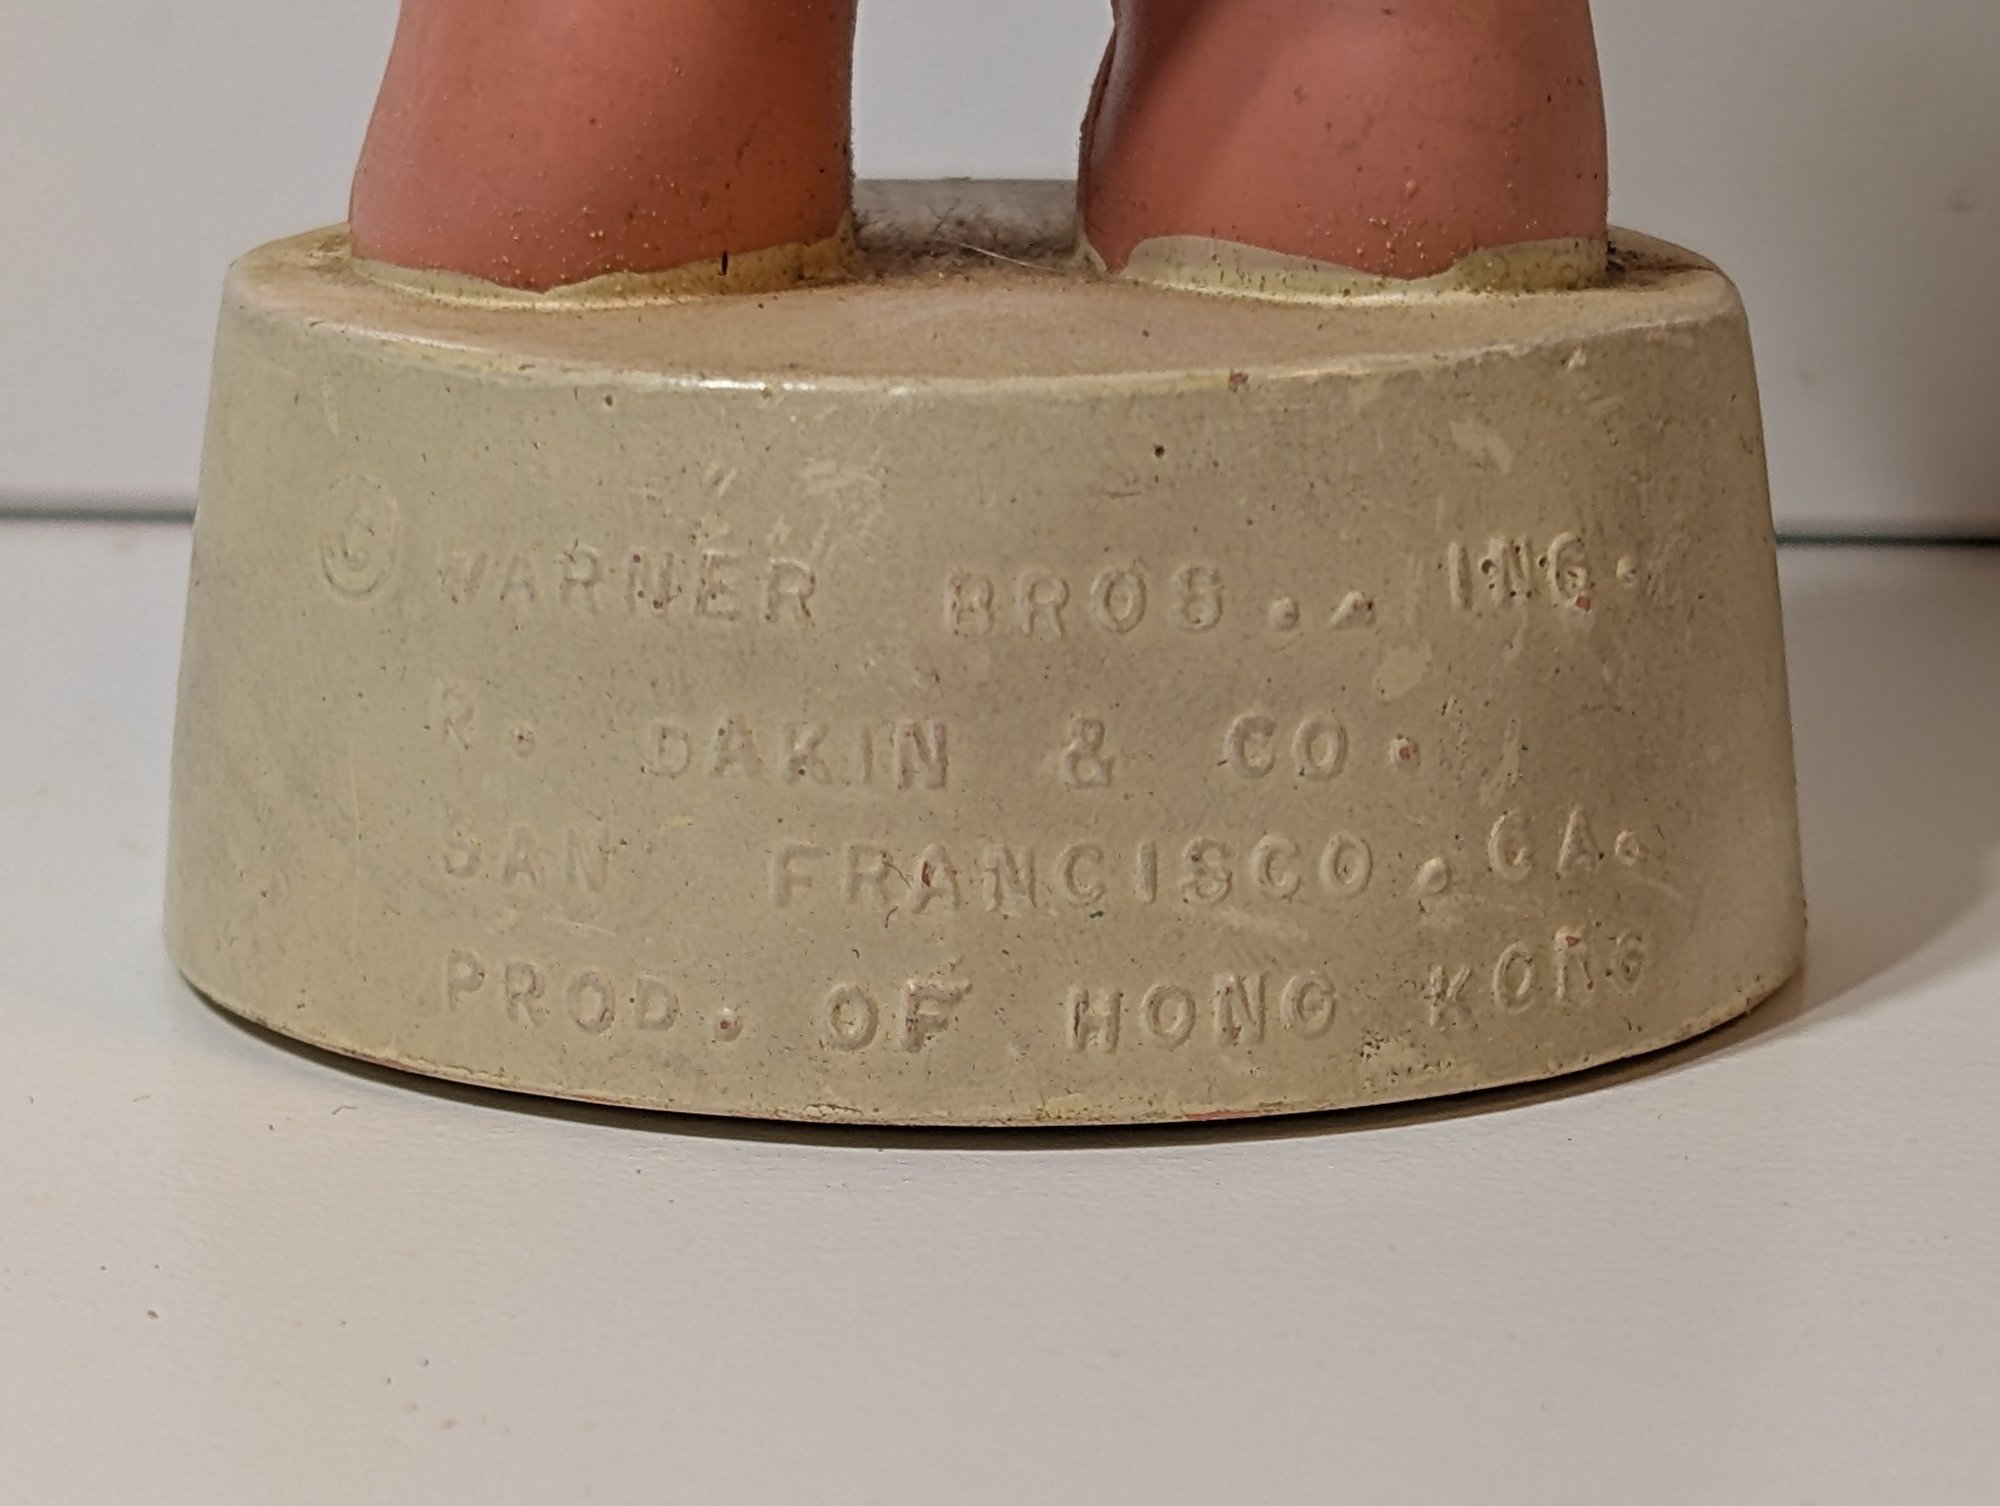 © WARNER BROS., INC.
R. DAKIN & CO.
SAN FRANCISCO. CA.
PROD. OF HONG KONG